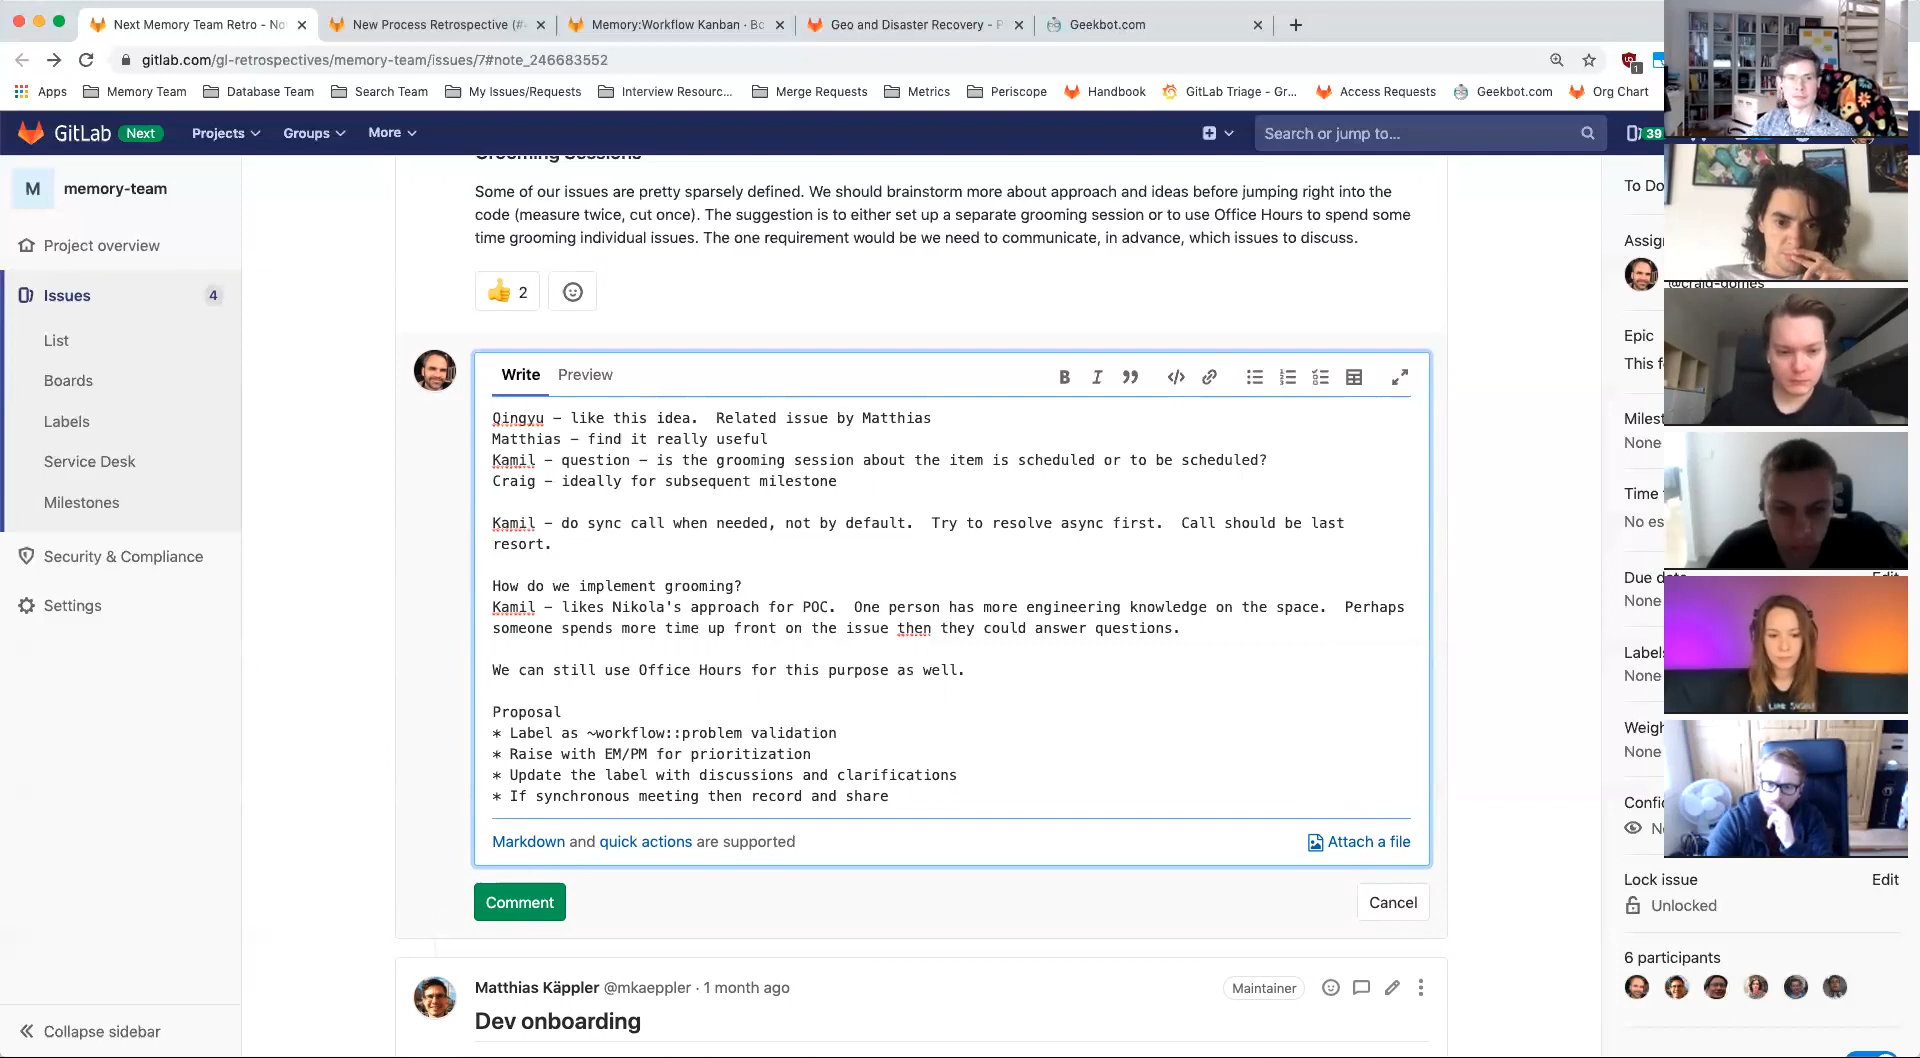 Next Memory Team Retro - No
New Process Retrospective (#
Memory:Workflow Kanban · Bo
Geo and Disaster Recovery - P
Geekbot.com
gitlab.com/gl-retrospectives/memory-team/issues/7#note_246683552
1
Apps
Memory Team
Database Team
Search Team
My Issues/Requests
Interview Resourc...
Merge Requests
Metrics
Periscope
Handbook
GitLab Triage - Gr...
Access Requests
Geekbot.com
Org Chart
GitLab Next
Projects
Groups
More
Search or jump to...
39
M memory-team
Project overview
Issues 4
List
Boards
Labels
Service Desk
Milestones
Security & Compliance
Settings
Collapse sidebar
Grooming Sessions
Some of our issues are pretty sparsely defined. We should brainstorm more about approach and ideas before jumping right into the
code (measure twice, cut once). The suggestion is to either set up a separate grooming session or to use Office Hours to spend some
time grooming individual issues. The one requirement would be we need to communicate, in advance, which issues to discuss.
2
Write Preview
Qingyu – like this idea.  Related issue by Matthias
Matthias – find it really useful
Kamil – question – is the grooming session about the item is scheduled or to be scheduled?
Craig – ideally for subsequent milestone
Kamil – do sync call when needed, not by default.  Try to resolve async first.  Call should be last
resort.
How do we implement grooming?
Kamil – likes Nikola's approach for POC.  One person has more engineering knowledge on the space.  Perhaps
someone spends more time up front on the issue then they could answer questions.
We can still use Office Hours for this purpose as well.
Proposal
* Label as ~workflow::problem validation
* Raise with EM/PM for prioritization
* Update the label with discussions and clarifications
* If synchronous meeting then record and share
Markdown and quick actions are supported
Attach a file
Comment
Cancel
Matthias Käppler @mkaeppler · 1 month ago
Maintainer
Dev onboarding
To Do
Assig
@craig-gomes
Epic
This f
Milest
None
Time
No es
Due da
Edit
None
Labels
None
Weigh
None
Confid
Lock issue
Edit
Unlocked
6 participants